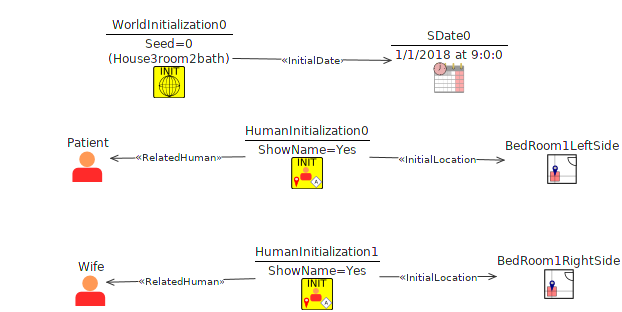 WorldInitialization0
Seed=0
(House3room2bath)
INIT
«InitialDate›
SDate0
1/1/2018 at 9:0:0
Patient
«RelatedHuman»
HumanInitialization0
ShowName=Yes
INIT
A
«InitialLocation
BedRoom1LeftSide
Wife
«RelatedHuman»
HumanInitialization1
ShowName=Yes
INIT
A
«InitialLocation
BedRoom1RightSide